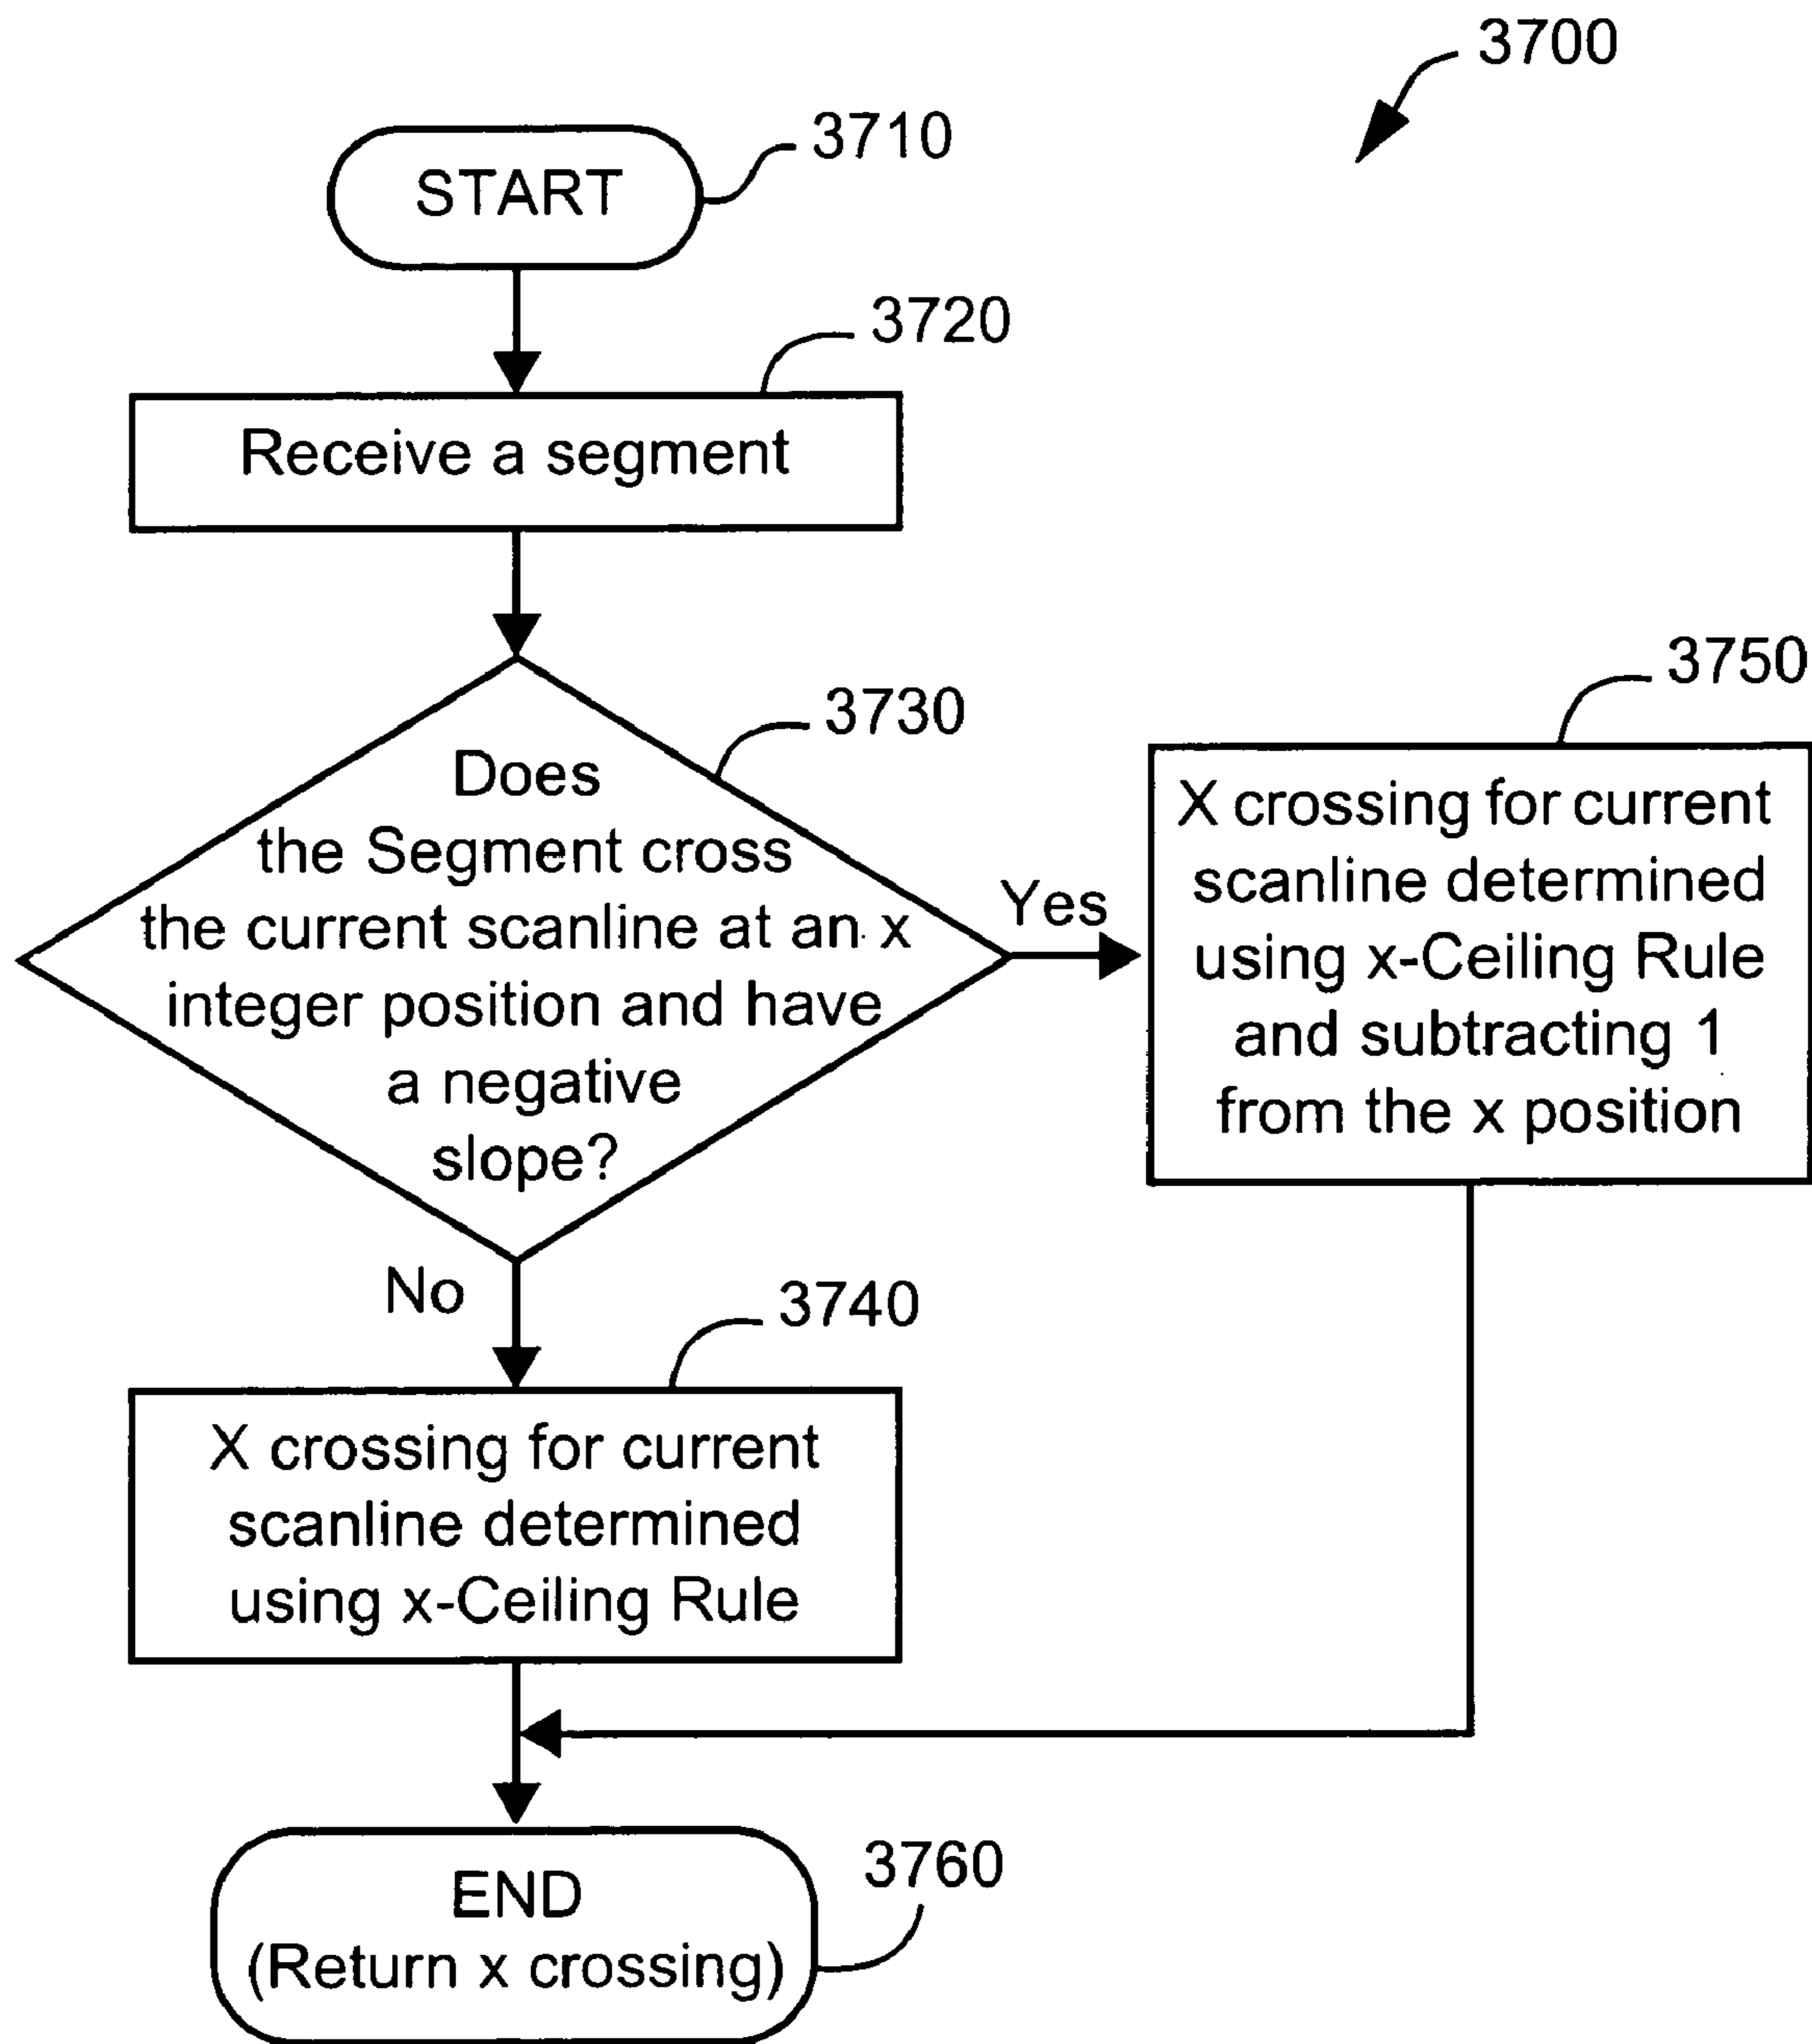 3700
START
3710
3720
Receive a segment
3730
Does
the Segment cross
the current scanline at an x
integer position and have
a negative
slope?
Yes
3750
X crossing for current
scanline determined
using x-Ceiling Rule
and subtracting 1
from the x position
No
3740
X crossing for current
scanline determined
using x-Ceiling Rule
END
(Return x crossing)
3760